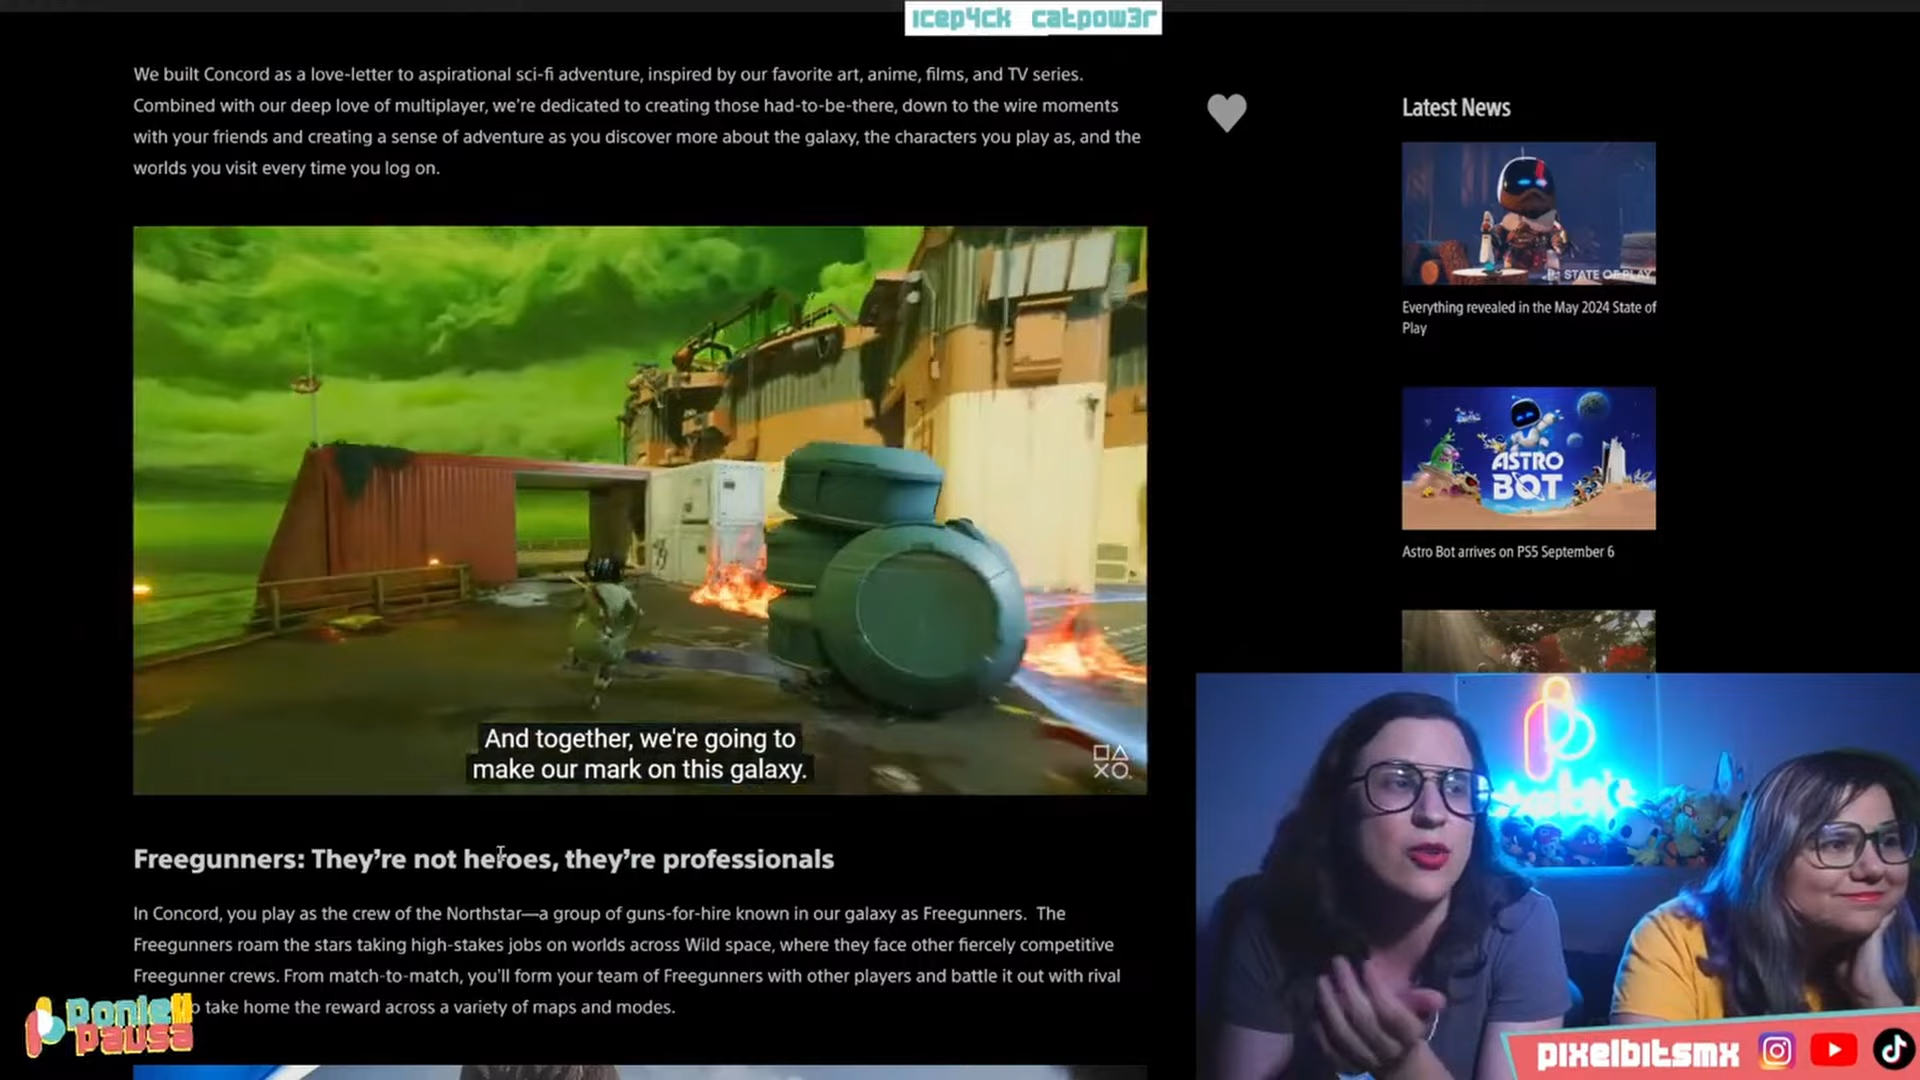 icep4ck catpow3r
We built Concord as a love-letter to aspirational sci-fi adventure, inspired by our favorite art, anime, films, and TV series.
Combined with our deep love of multiplayer, we're dedicated to creating those had-to-be-there, down to the wire moments
with your friends and creating a sense of adventure as you discover more about the galaxy, the characters you play as, and the
worlds you visit every time you log on.
And together, we're going to
make our mark on this galaxy.
Freegunners: They're not heroes, they're professionals
In Concord, you play as the crew of the Northstar—a group of guns-for-hire known in our galaxy as Freegunners. The
Freegunners roam the stars taking high-stakes jobs on worlds across Wild space, where they face other fiercely competitive
Freegunner crews. From match-to-match, you'll form your team of Freegunners with other players and battle it out with rival
take home the reward across a variety of maps and modes.
Latest News
STATE OF PLAY
Everything revealed in the May 2024 State of
Play
ASTRO
BOT
Astro Bot arrives on PS5 September 6
PONLE
PAUSA
pixelbitsmx